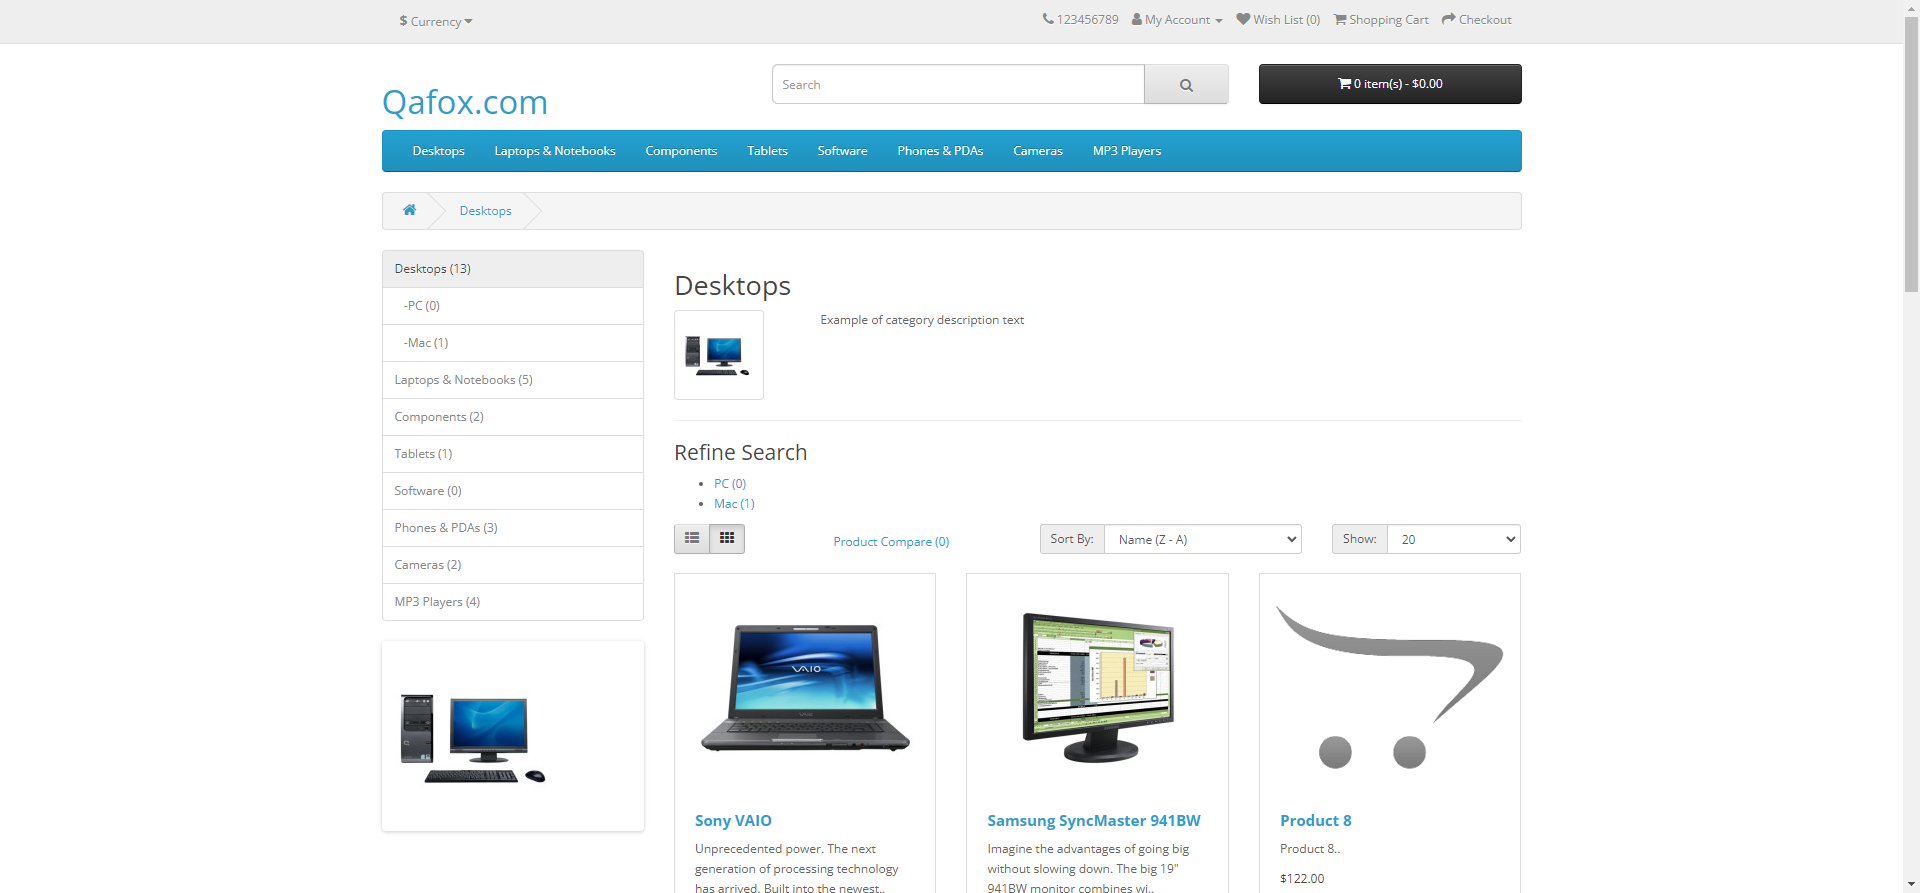 $ Currency
123456789 My Account Wish List (0) Shopping Cart Checkout
Qafox.com
Search
0 item(s) - $0.00
Desktops Laptops & Notebooks Components Tablets Software Phones & PDAs Cameras MP3 Players
Desktops
Desktops (13)
-PC (0)
-Mac (1)
Laptops & Notebooks (5)
Components (2)
Tablets (1)
Software (0)
Phones & PDAs (3)
Cameras (2)
MP3 Players (4)
Desktops
Example of category description text
Refine Search
PC (0)
Mac (1)
Product Compare (0)
Sort By: Name (Z - A)
Show: 20
VAIO
Sony VAIO
Unprecedented power. The next
generation of processing technology
has arrived. Built into the newest..
Samsung SyncMaster 941BW
Imagine the advantages of going big
without slowing down. The big 19"
941BW monitor combines wi..
Product 8
Product 8..
$122.00